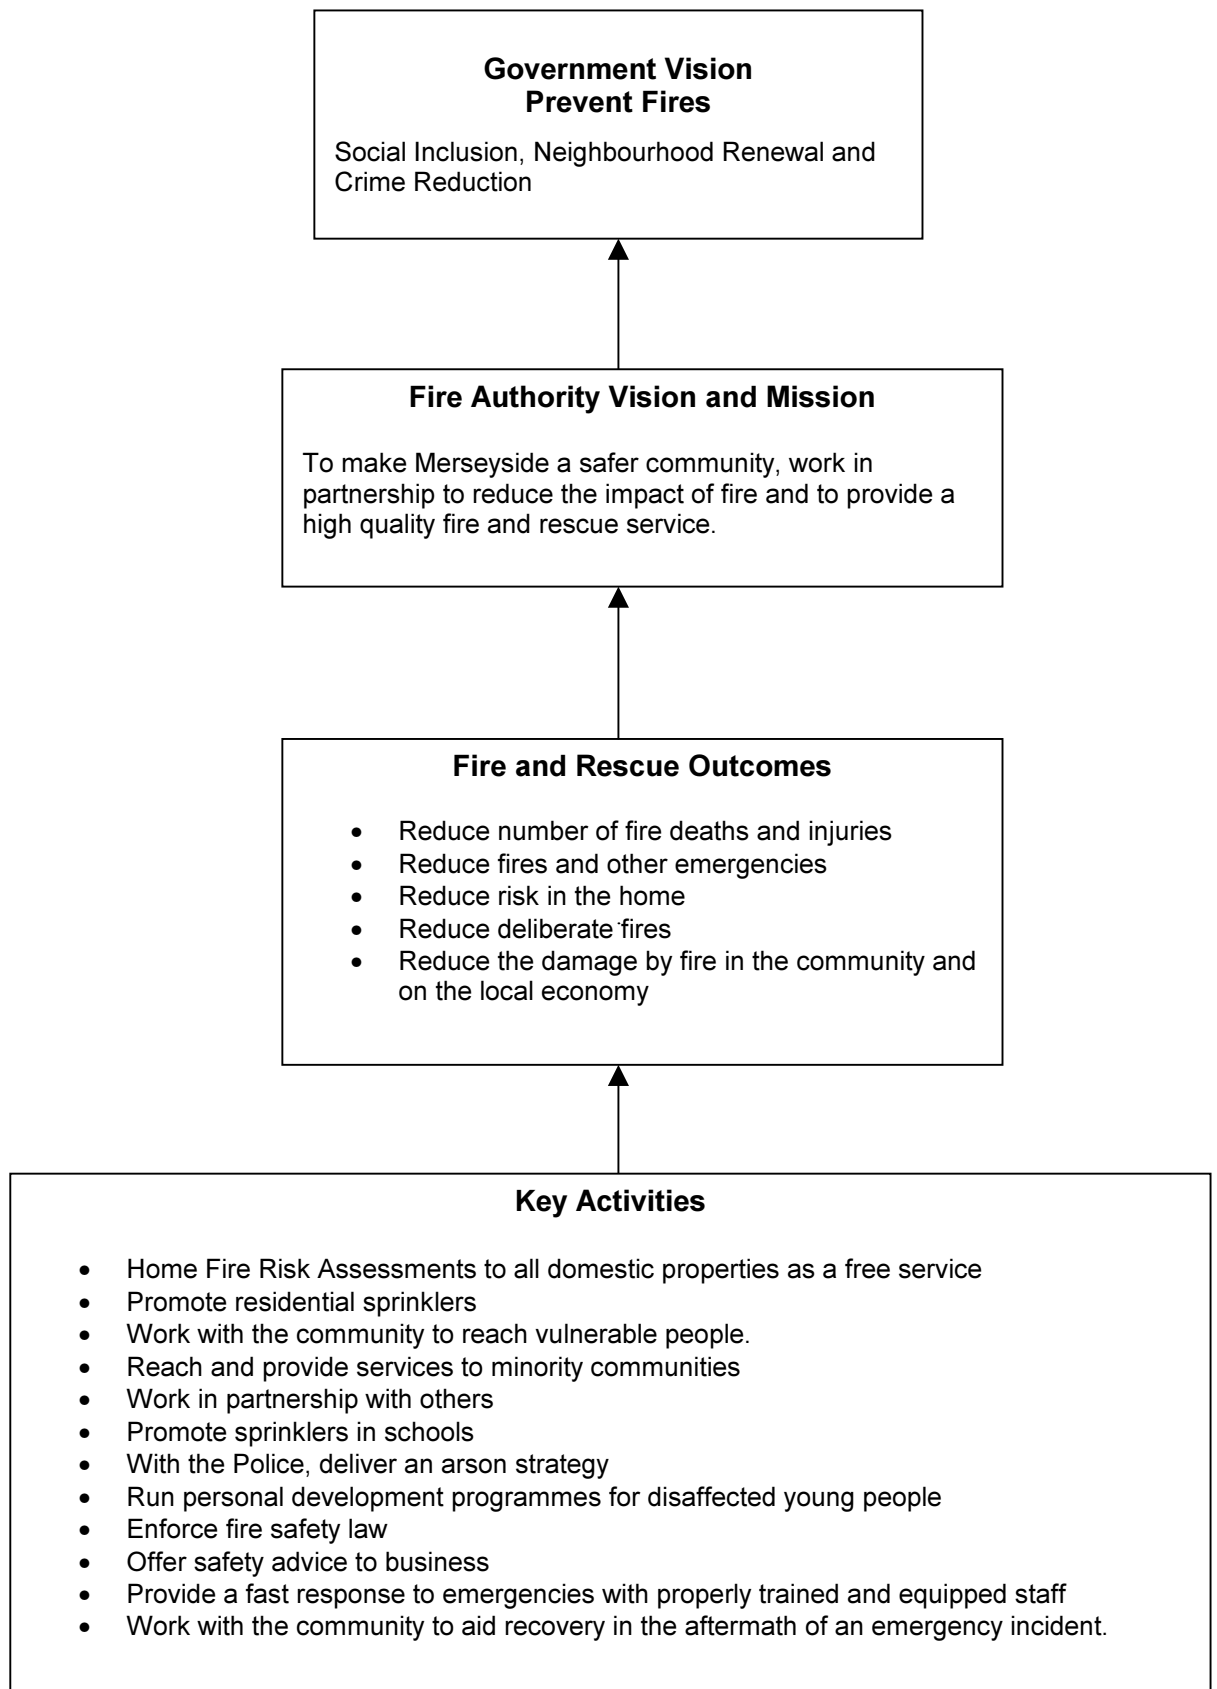 Government Vision
Prevent Fires
Social Inclusion, Neighbourhood Renewal and
Crime Reduction
Fire Authority Vision and Mission
To make Merseyside a safer community, work in
partnership to reduce the impact of fire and to provide a
high quality fire and rescue service.
Fire and Rescue Outcomes
• Reduce number of fire deaths and injuries
• Reduce fires and other emergencies
• Reduce risk in the home
• Reduce deliberate fires
• Reduce the damage by fire in the community and
on the local economy
Key Activities
• Home Fire Risk Assessments to all domestic properties as a free service
• Promote residential sprinklers
• Work with the community to reach vulnerable people.
• Reach and provide services to minority communities
• Work in partnership with others
• Promote sprinklers in schools
• With the Police, deliver an arson strategy
• Run personal development programmes for disaffected young people
• Enforce fire safety law
• Offer safety advice to business
• Provide a fast response to emergencies with properly trained and equipped staff
• Work with the community to aid recovery in the aftermath of an emergency incident.